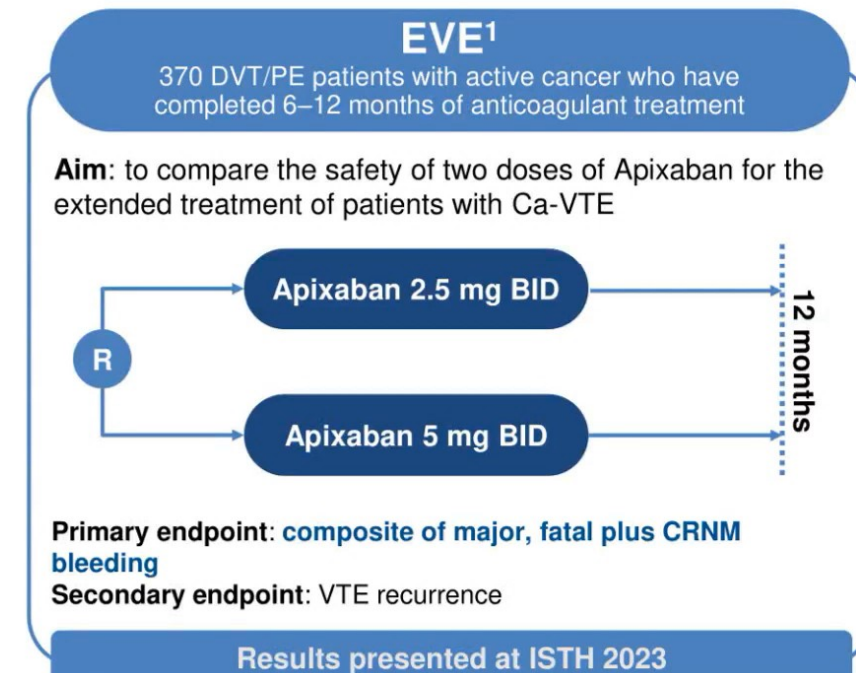 EVE¹
370 DVT/PE patients with active cancer who have
completed 6–12 months of anticoagulant treatment
Aim: to compare the safety of two doses of Apixaban for the
extended treatment of patients with Ca-VTE
Apixaban 2.5 mg BID
R
12 months
Apixaban 5 mg BID
Primary endpoint: composite of major, fatal plus CRNM
bleeding
Secondary endpoint: VTE recurrence
Results presented at ISTH 2023